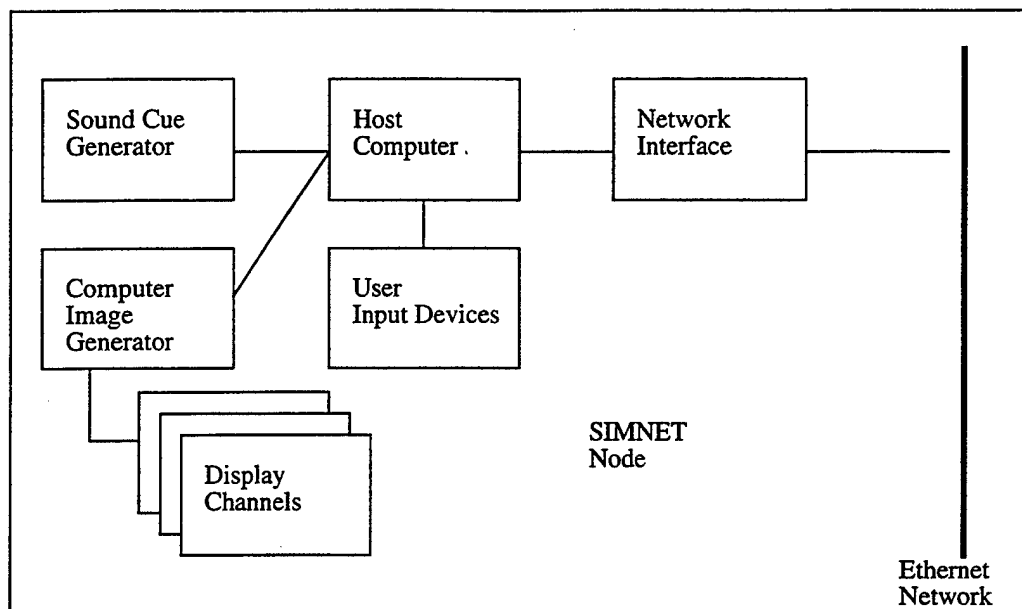 Sound Cue
Generator
Host
Computer
Network
Interface
Computer
Image
Generator
User
Input Devices
Display
Channels
SIMNET
Node
Ethernet
Network